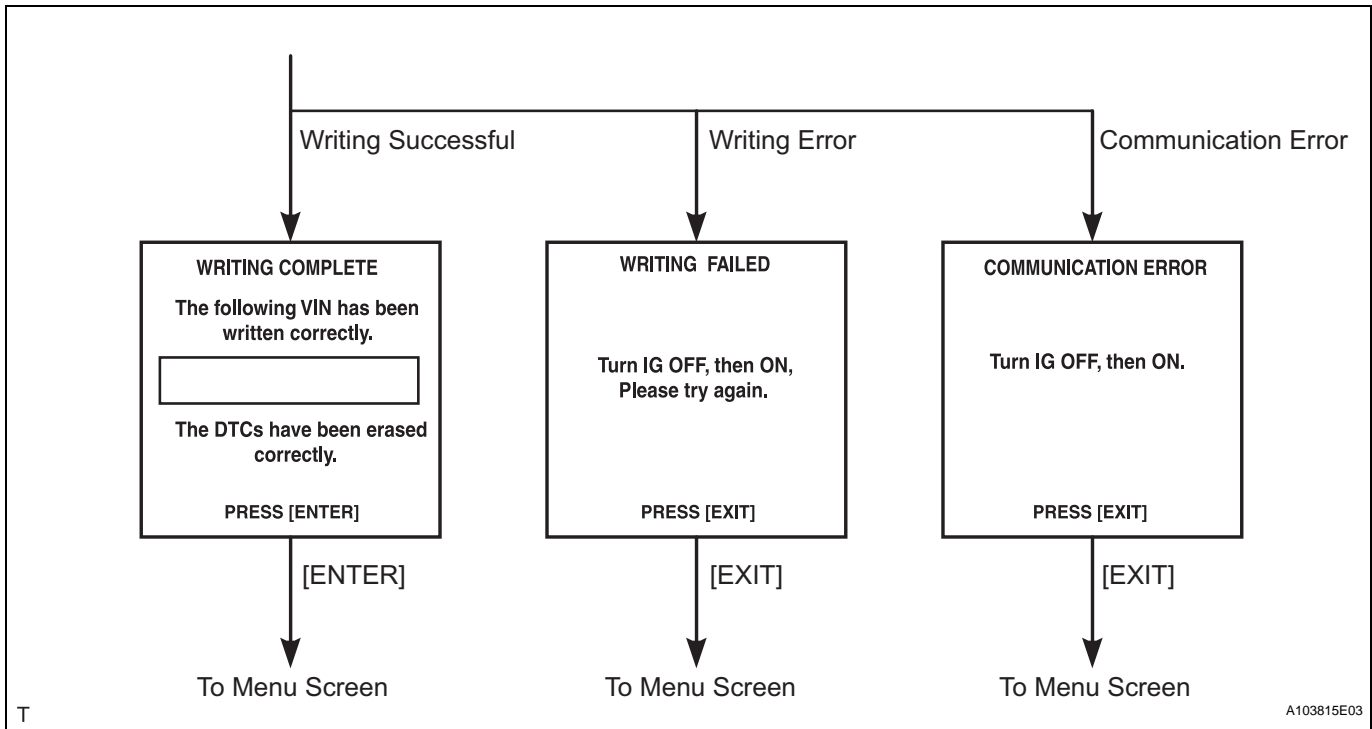 Writing Successful
Writing Error
Communication Error
WRITING COMPLETE
The following VIN has been
written correctly.
The DTCs have been erased
correctly.
PRESS [ENTER]
WRITING FAILED
Turn IG OFF, then ON,
Please try again.
PRESS [EXIT]
COMMUNICATION ERROR
Turn IG OFF, then ON.
PRESS [EXIT]
[ENTER]
[EXIT]
[EXIT]
To Menu Screen
To Menu Screen
To Menu Screen
T
A103815E03